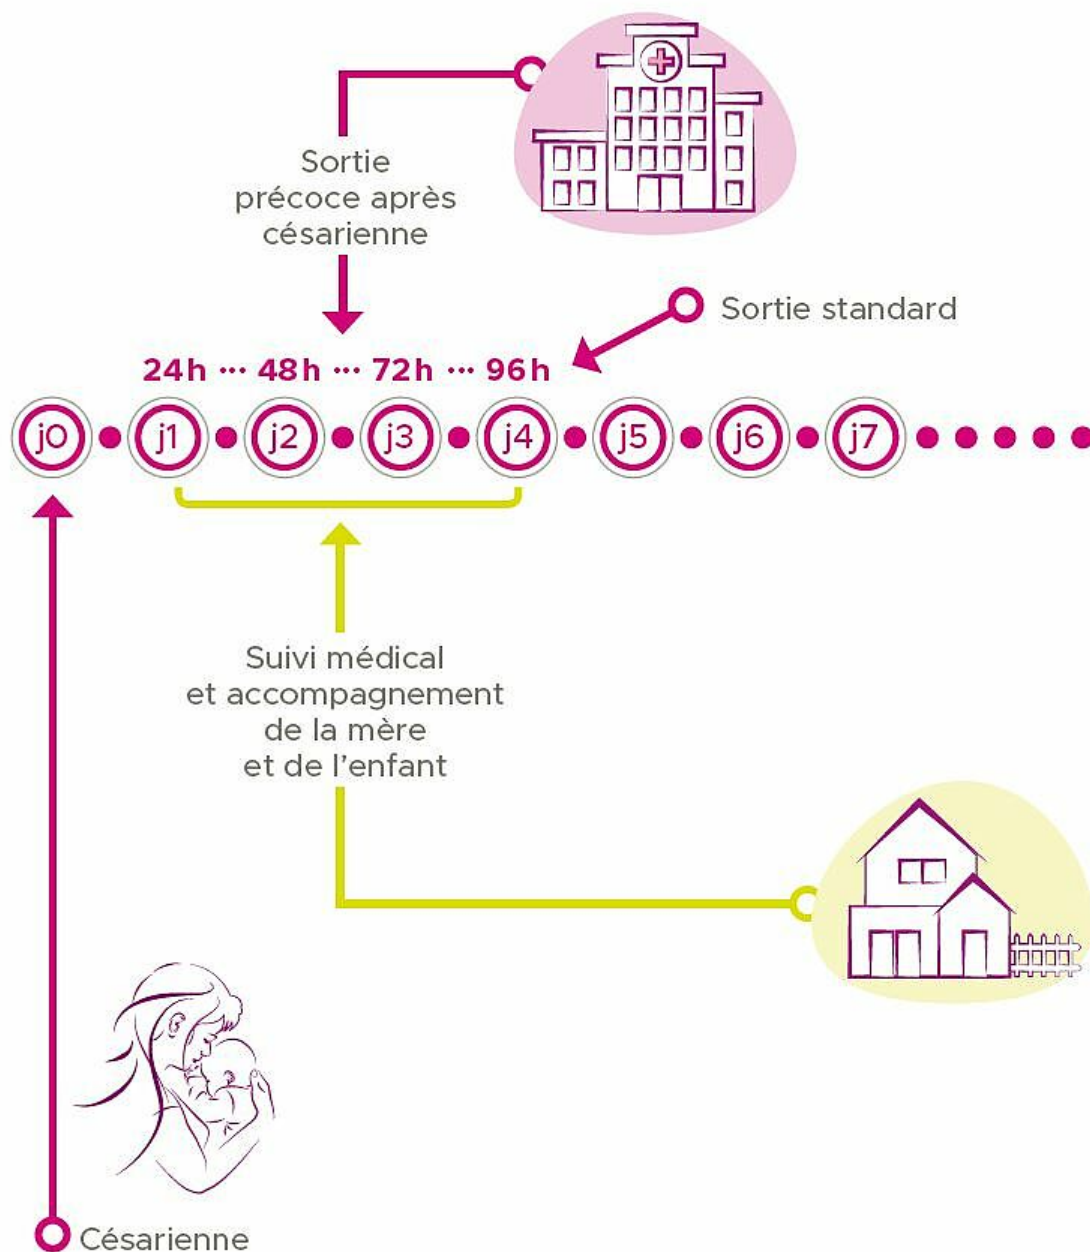 Sortie
précoce après
césarienne
Sortie standard
24h ... 48h ... 72h ... 96h
j0 j1 j2 j3 j4 j5 j6 j7
Suivi médical
et accompagnement
de la mère
et de l'enfant
Césarienne